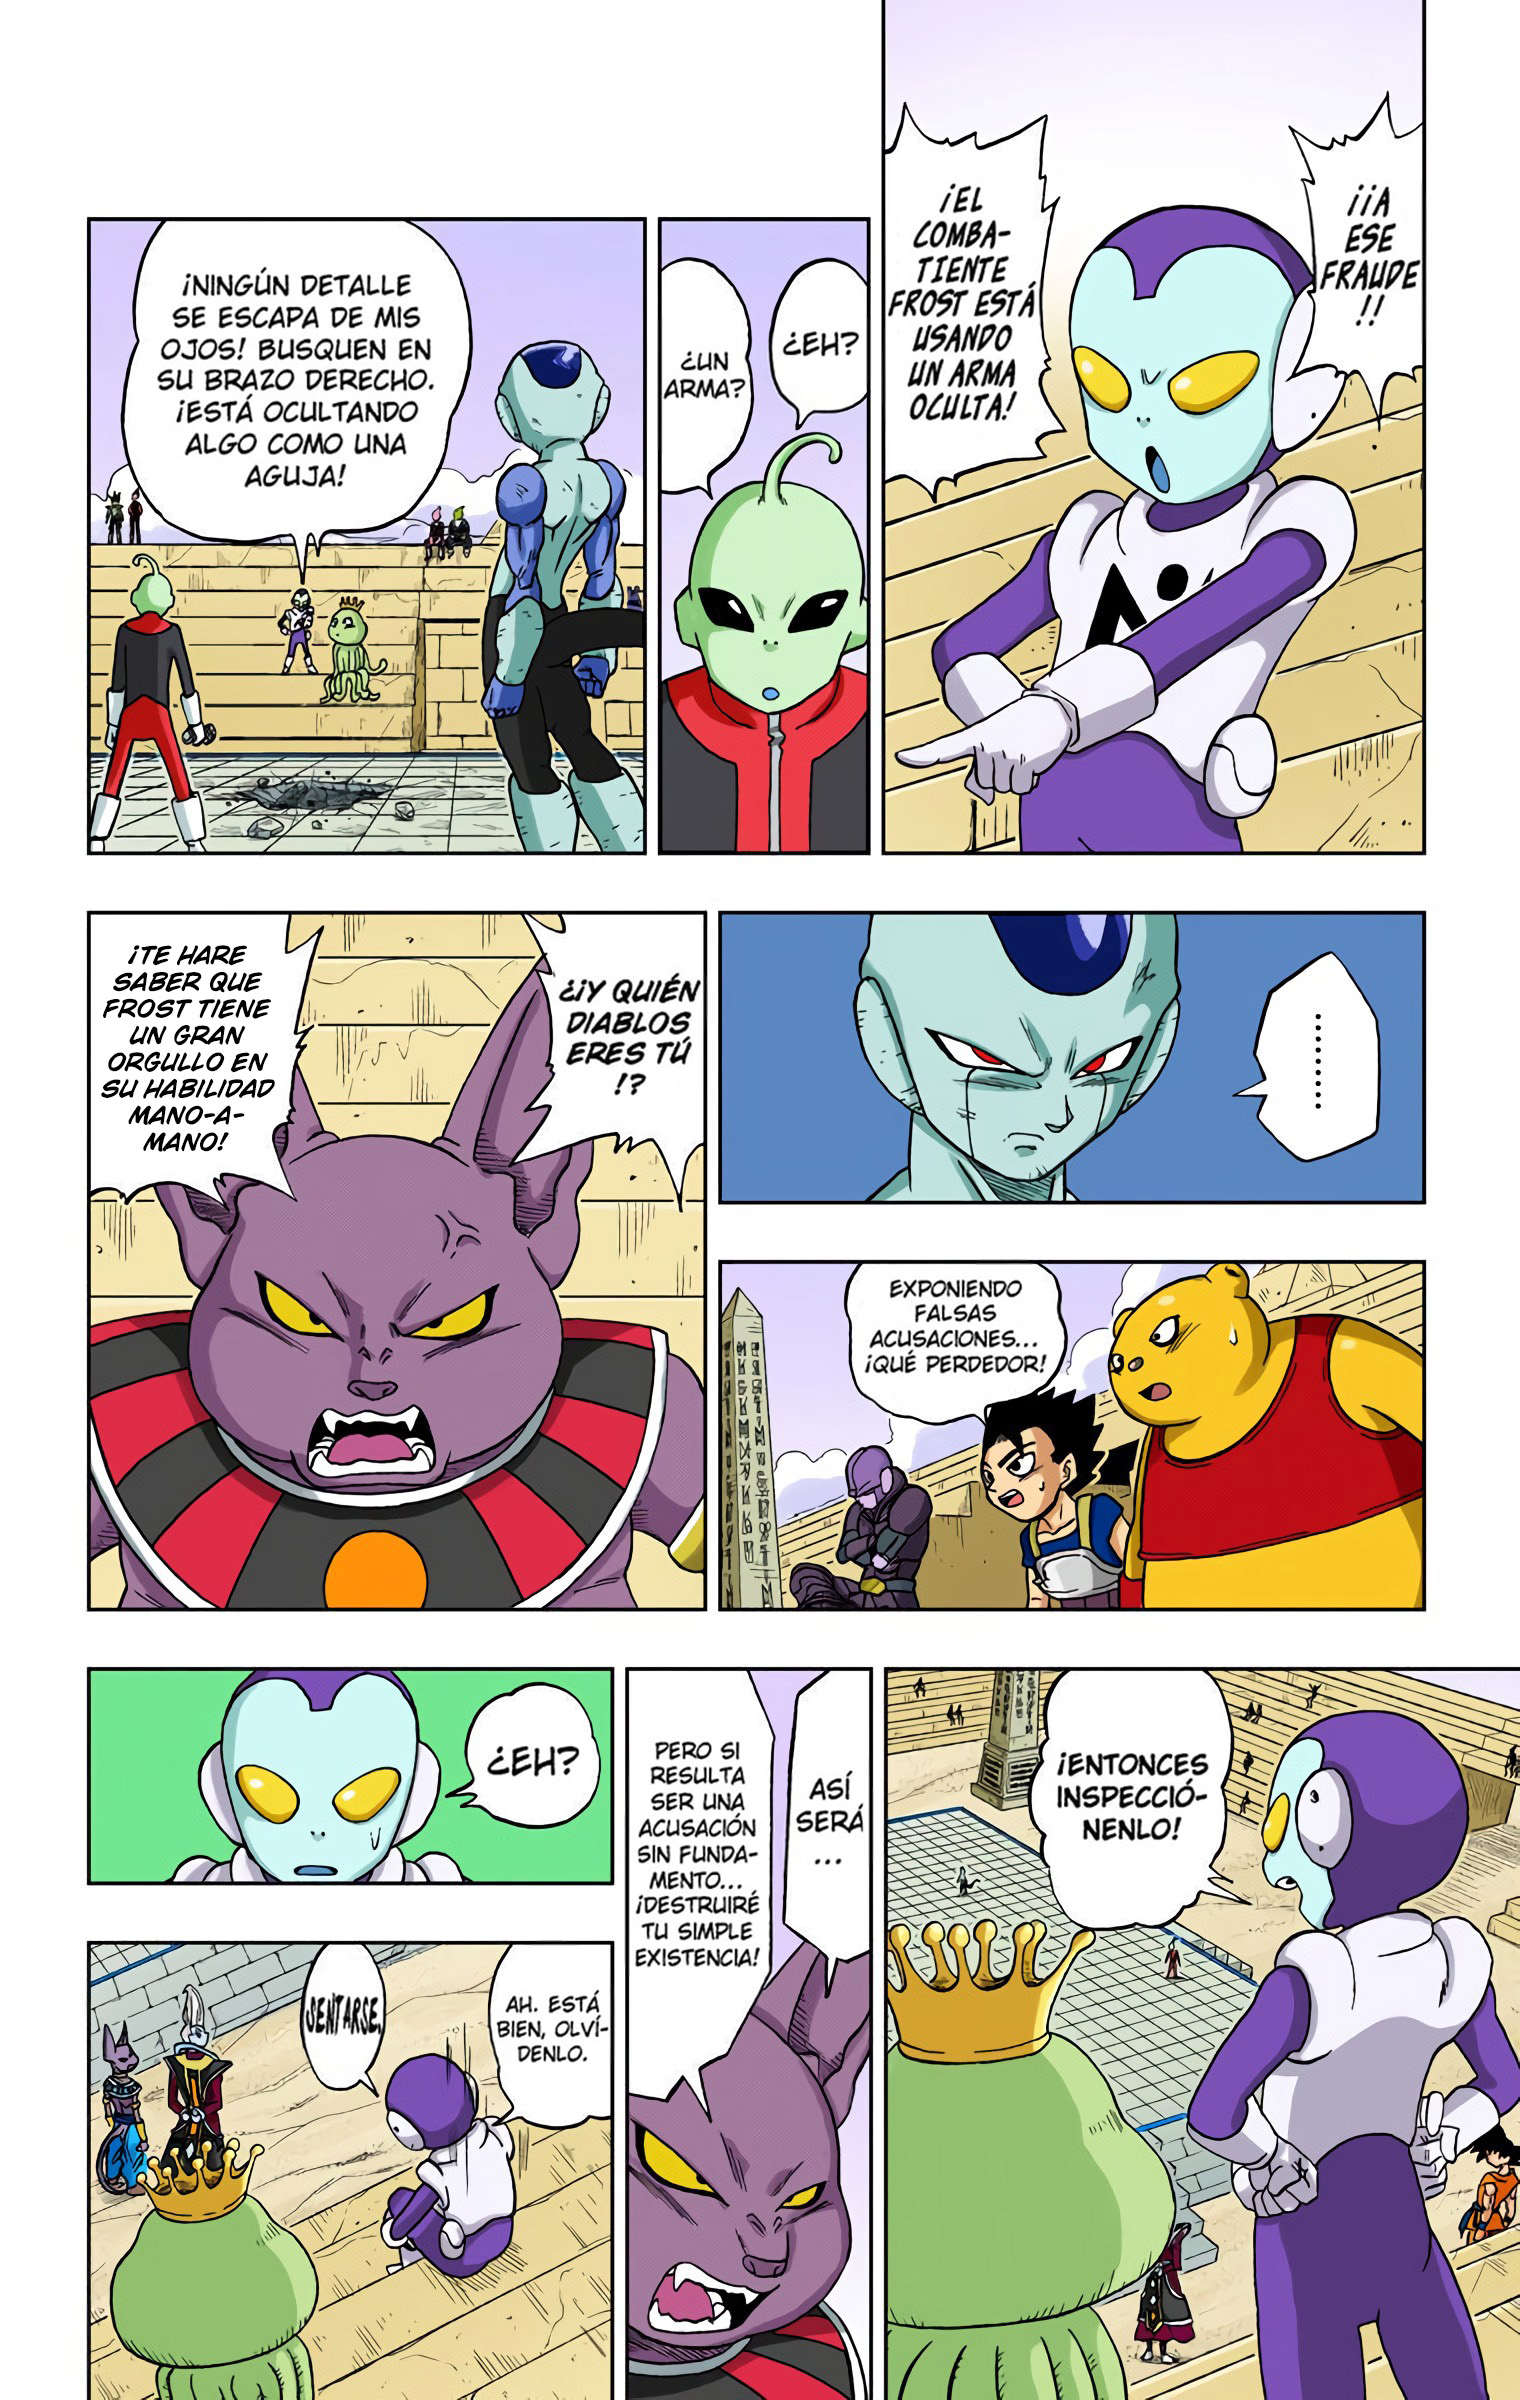 ¡¡A
ESE
FRAUDE
!!
¡EL
COMBA-
TIENTE
FROST ESTÁ
USANDO
UN ARMA
OCULTA!
¿EH?
¿UN
ARMA?
¡NINGÚN DETALLE
SE ESCAPA DE MIS
OJOS! BUSQUEN EN
SU BRAZO DERECHO.
¡ESTÁ OCULTANDO
ALGO COMO UNA
AGUJA!
........
EXPONIENDO
FALSAS
ACUSACIONES...
¡QUÉ PERDEDOR!
¿¡Y QUIÉN
DIABLOS
ERES TÚ
!?
¡TE HARE
SABER QUE
FROST TIENE
UN GRAN
ORGULLO EN
SU HABILIDAD
MANO-A-
MANO!
¡ENTONCES
INSPECCIÓ-
NENLO!
ASÍ
SERÁ
...
PERO SI
RESULTA
SER UNA
ACUSACIÓN
SIN FUNDA-
MENTO...
¡DESTRUIRÉ
TU SIMPLE
EXISTENCIA!
¿EH?
AH. ESTÁ
BIEN, OLVÍ-
DENLO.
SENTARSE.